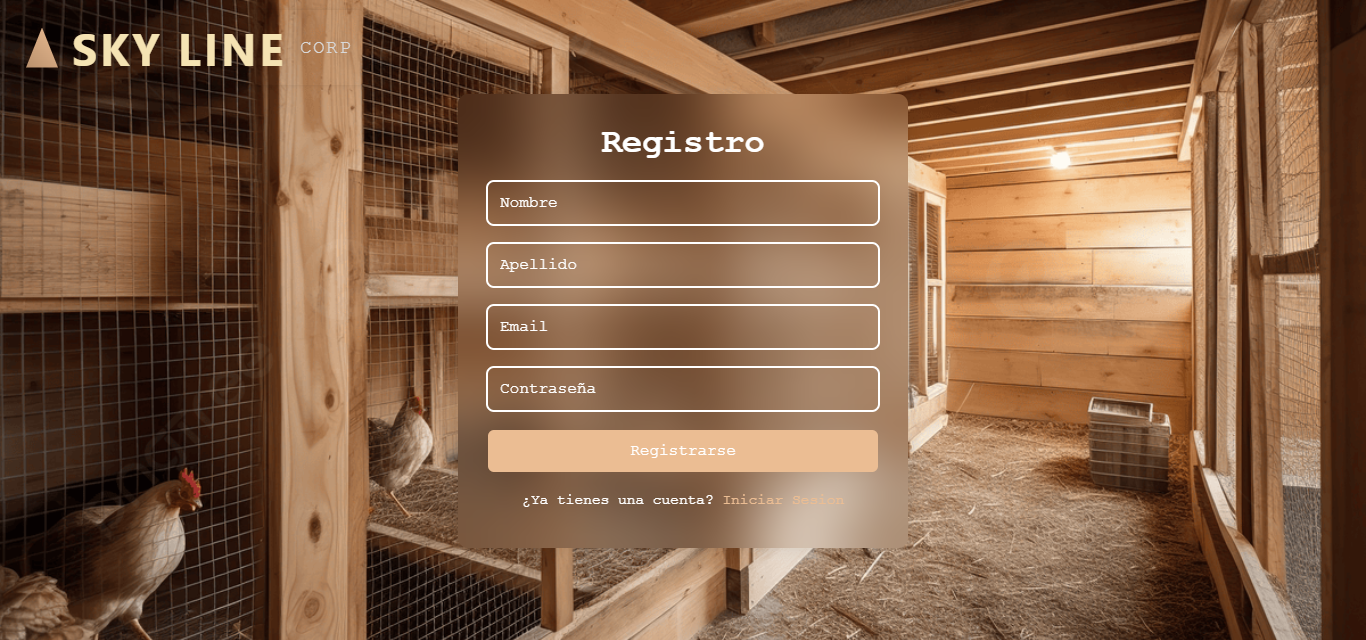 SKY LINE CORP
Registro
Nombre
Apellido
Email
Contraseña
Registrarse
¿Ya tienes una cuenta? Iniciar Sesion